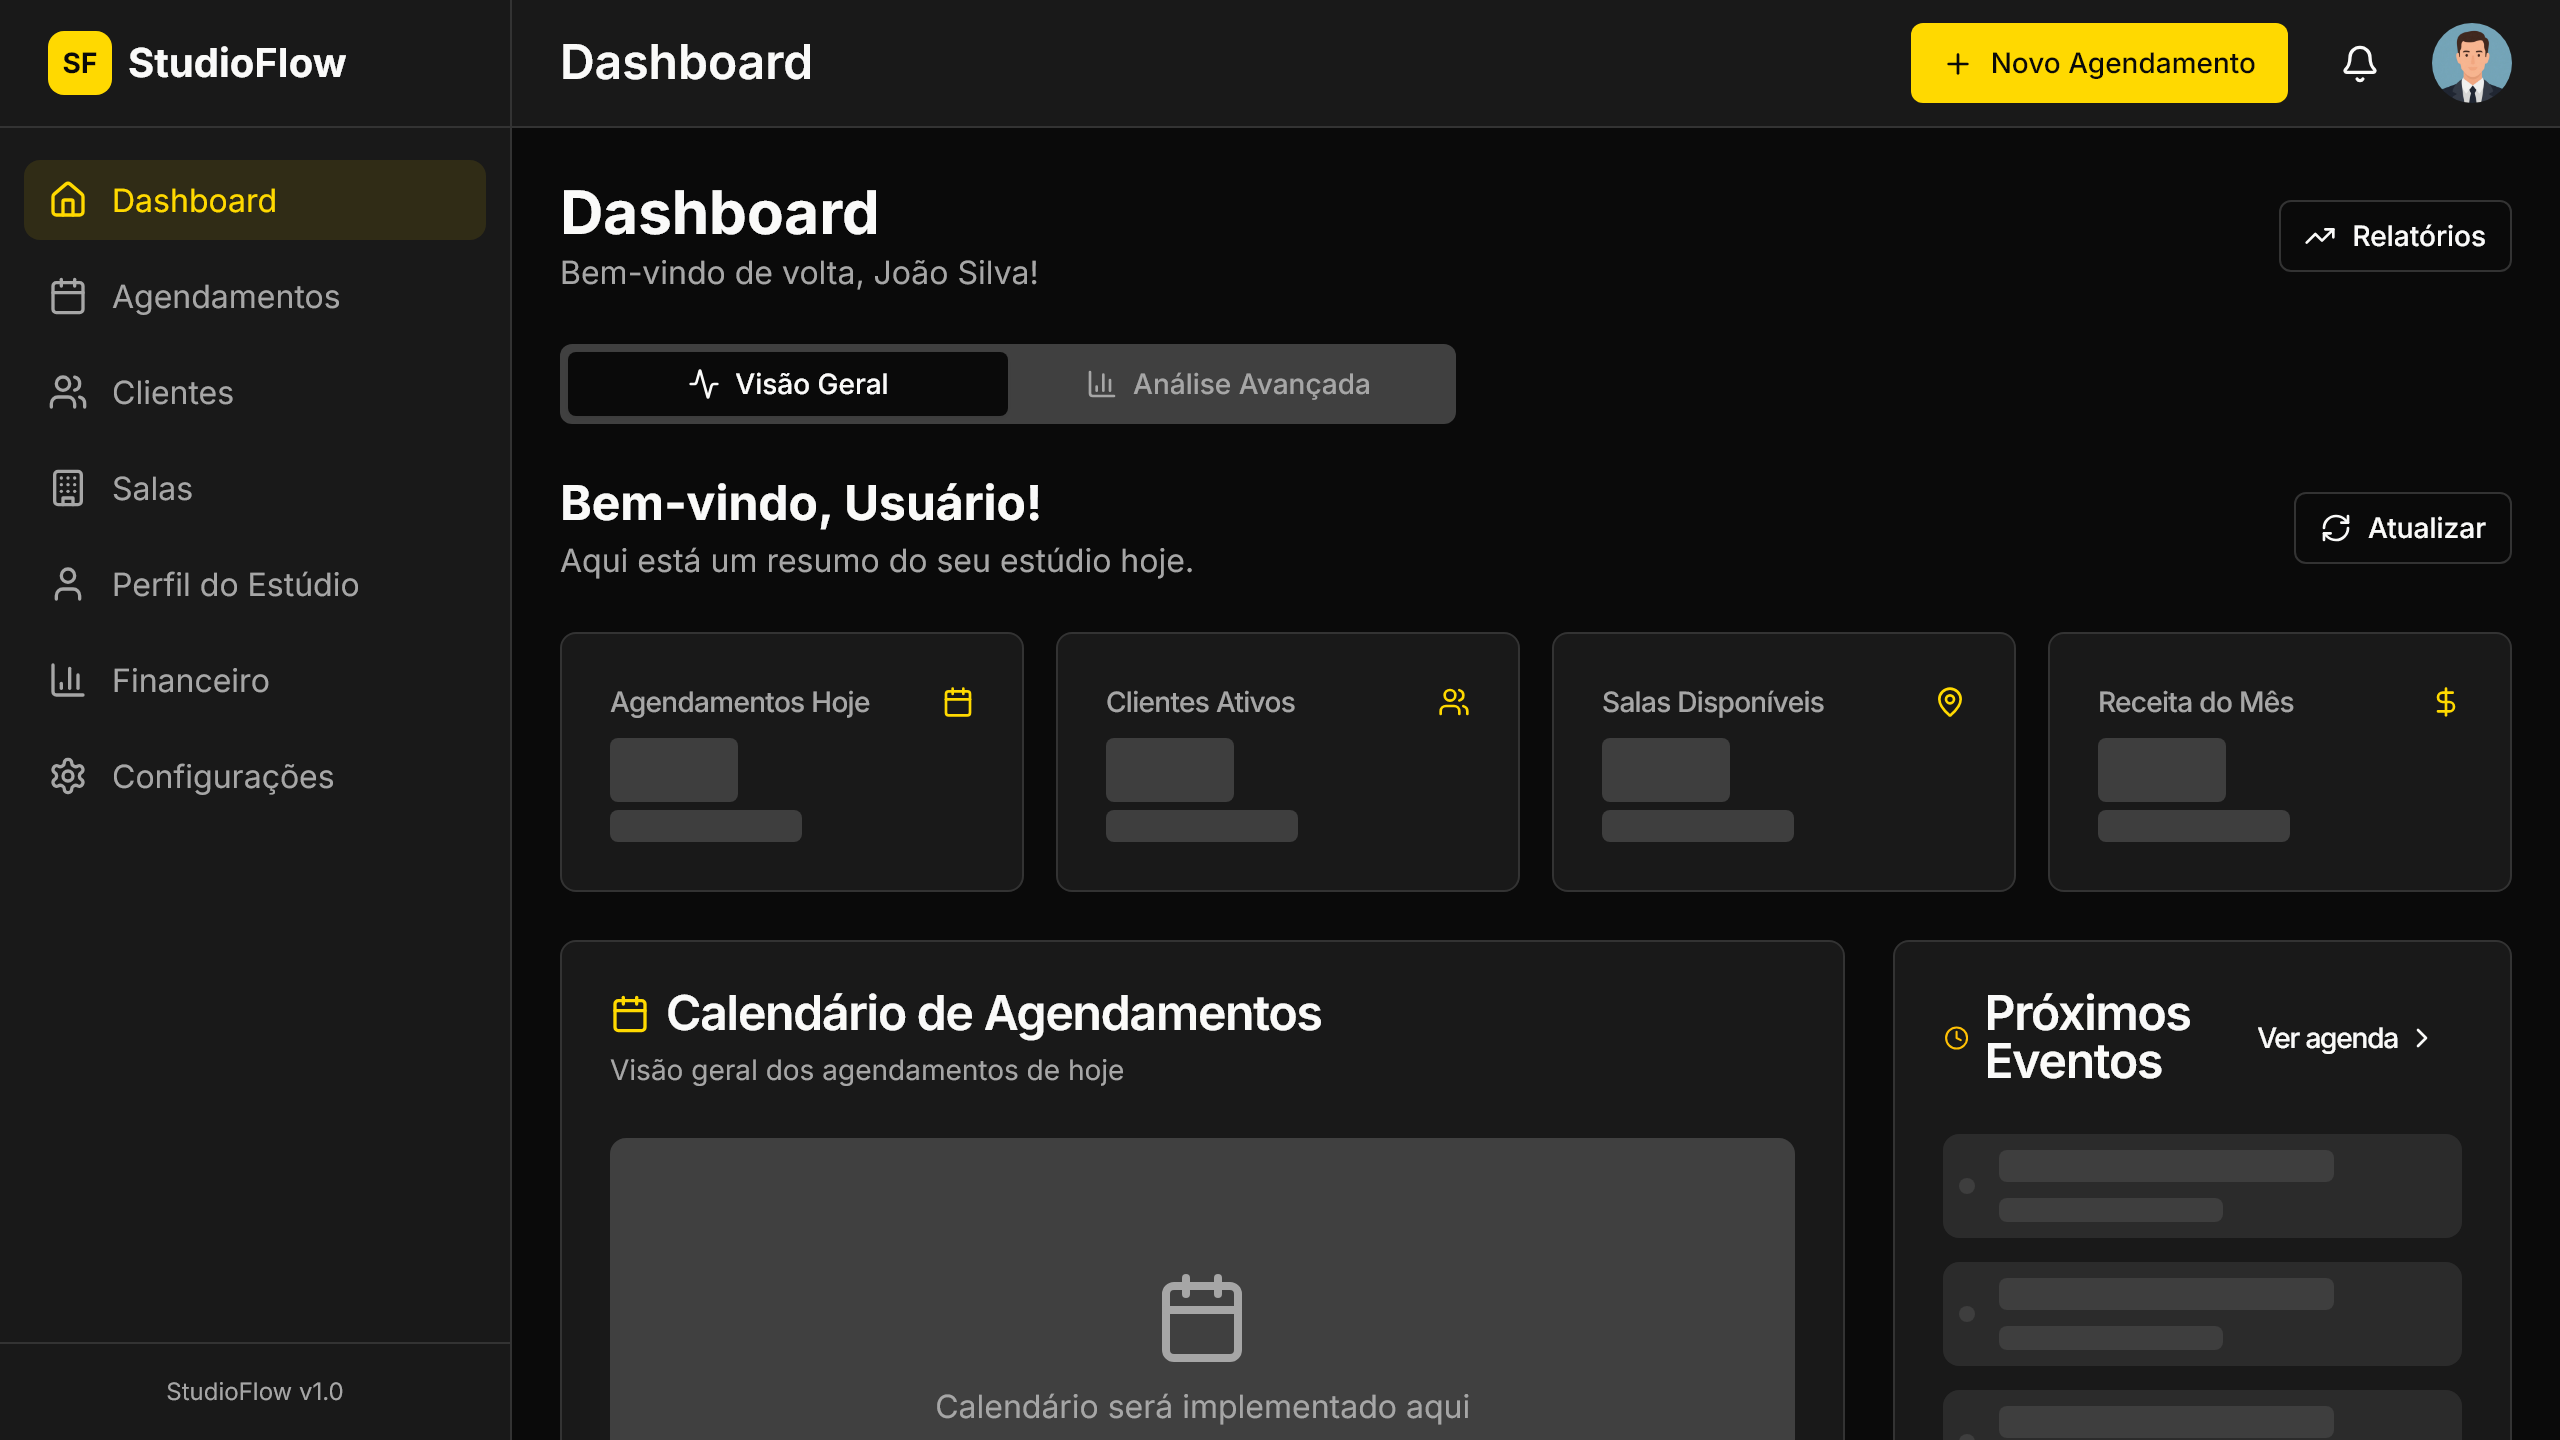 SF StudioFlow
Dashboard
Novo Agendamento
Dashboard
Agendamentos
Clientes
Salas
Perfil do Estúdio
Financeiro
Configurações
StudioFlow v1.0
Dashboard
Bem-vindo de volta, João Silva!
Relatórios
Visão Geral
Análise Avançada
Bem-vindo, Usuário!
Aqui está um resumo do seu estúdio hoje.
Atualizar
Agendamentos Hoje
Clientes Ativos
Salas Disponíveis
Receita do Mês
Calendário de Agendamentos
Visão geral dos agendamentos de hoje
Calendário será implementado aqui
Próximos
Eventos
Ver agenda